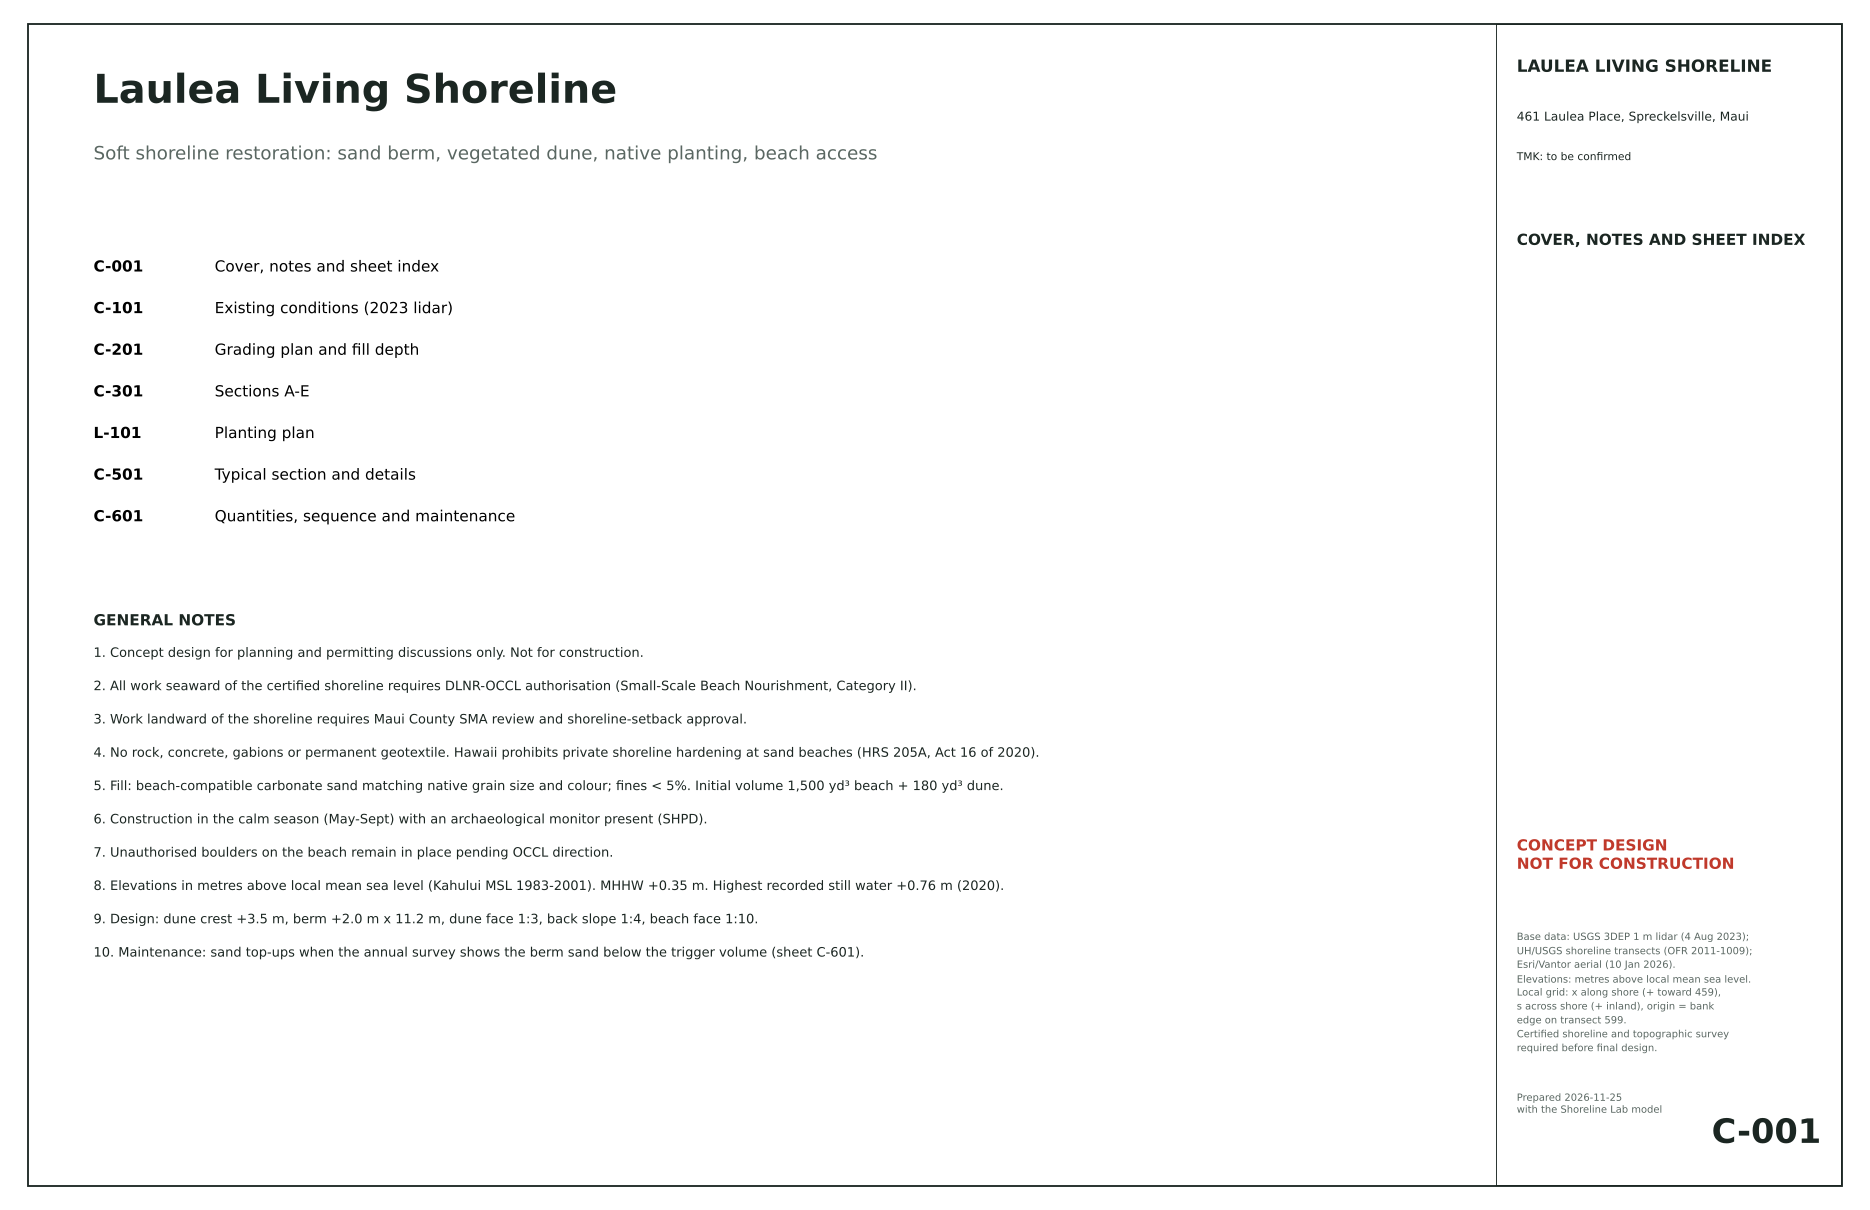 Laulea Living Shoreline
Soft shoreline restoration: sand berm, vegetated dune, native planting, beach access
C-001 Cover, notes and sheet index
C-101 Existing conditions (2023 lidar)
C-201 Grading plan and fill depth
C-301 Sections A-E
L-101 Planting plan
C-501 Typical section and details
C-601 Quantities, sequence and maintenance
GENERAL NOTES
1. Concept design for planning and permitting discussions only. Not for construction.
2. All work seaward of the certified shoreline requires DLNR-OCCL authorisation (Small-Scale Beach Nourishment, Category II).
3. Work landward of the shoreline requires Maui County SMA review and shoreline-setback approval.
4. No rock, concrete, gabions or permanent geotextile. Hawaii prohibits private shoreline hardening at sand beaches (HRS 205A, Act 16 of 2020).
5. Fill: beach-compatible carbonate sand matching native grain size and colour; fines < 5%. Initial volume 1,500 yd³ beach + 180 yd³ dune.
6. Construction in the calm season (May-Sept) with an archaeological monitor present (SHPD).
7. Unauthorised boulders on the beach remain in place pending OCCL direction.
8. Elevations in metres above local mean sea level (Kahului MSL 1983-2001). MHHW +0.35 m. Highest recorded still water +0.76 m (2020).
9. Design: dune crest +3.5 m, berm +2.0 m x 11.2 m, dune face 1:3, back slope 1:4, beach face 1:10.
10. Maintenance: sand top-ups when the annual survey shows the berm sand below the trigger volume (sheet C-601).
LAULEA LIVING SHORELINE
461 Laulea Place, Spreckelsville, Maui
TMK: to be confirmed
COVER, NOTES AND SHEET INDEX
CONCEPT DESIGN
NOT FOR CONSTRUCTION
Base data: USGS 3DEP 1 m lidar (4 Aug 2023);
UH/USGS shoreline transects (OFR 2011-1009);
Esri/Vantor aerial (10 Jan 2026).
Elevations: metres above local mean sea level.
Local grid: x along shore (+ toward 459),
s across shore (+ inland), origin = bank
edge on transect 599.
Certified shoreline and topographic survey
required before final design.
Prepared 2026-11-25
with the Shoreline Lab model
C-001